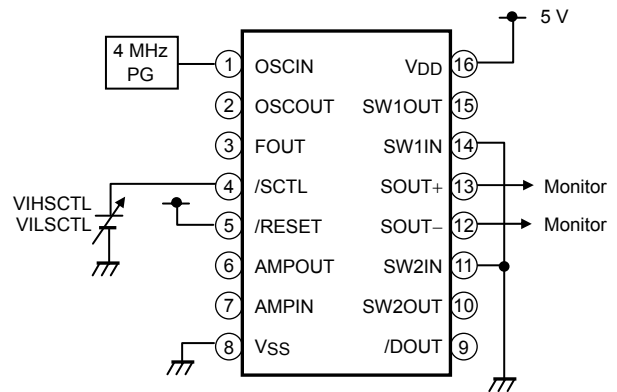 5 V
4 MHz
PG
1 OSCIN VDD 16
2 OSCOUT SW1OUT 15
3 FOUT SW1IN 14
4 /SCTL SOUT+ 13 Monitor
VIHSCTL
VILSCTL
5 /RESET SOUT− 12 Monitor
6 AMPOUT SW2IN 11
7 AMPIN SW2OUT 10
8 VSS /DOUT 9